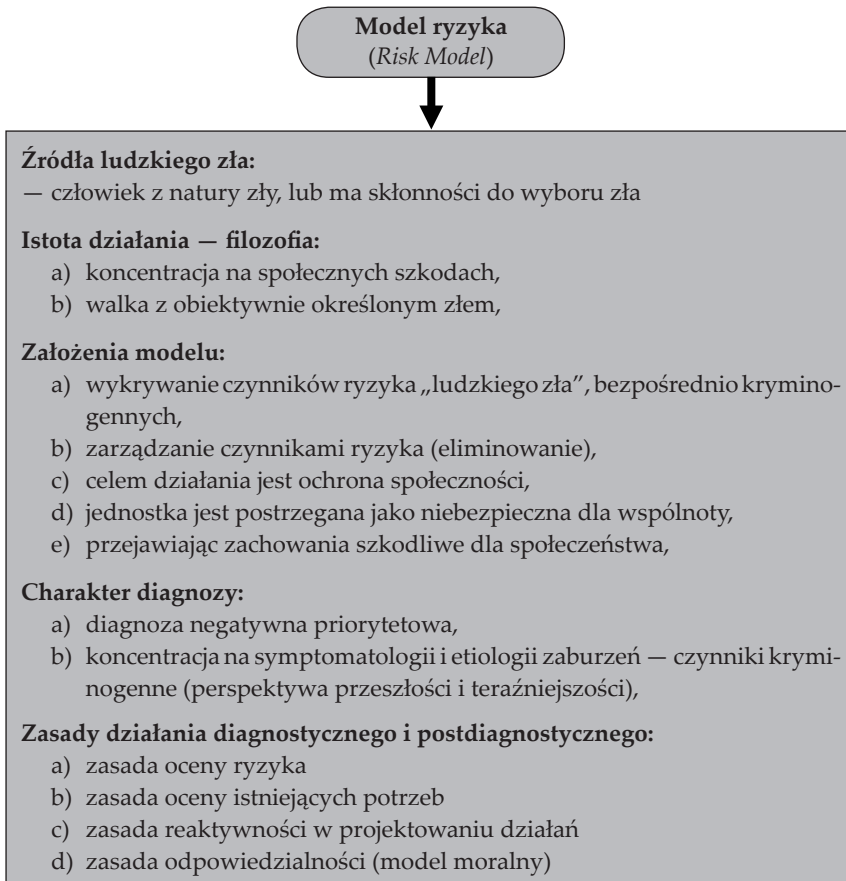 Model ryzyka
(Risk Model)
Źródła ludzkiego zła:
— człowiek z natury zły, lub ma skłonności do wyboru zła
Istota działania — filozofia:
a) koncentracja na społecznych szkodach,
b) walka z obiektywnie określonym złem,
Założenia modelu:
a) wykrywanie czynników ryzyka „ludzkiego zła”, bezpośrednio krymino-
gennych,
b) zarządzanie czynnikami ryzyka (eliminowanie),
c) celem działania jest ochrona społeczności,
d) jednostka jest postrzegana jako niebezpieczna dla wspólnoty,
e) przejawiając zachowania szkodliwe dla społeczeństwa,
Charakter diagnozy:
a) diagnoza negatywna priorytetowa,
b) koncentracja na symptomatologii i etiologii zaburzeń — czynniki krymi-
nogenne (perspektywa przeszłości i teraźniejszości),
Zasady działania diagnostycznego i postdiagnostycznego:
a) zasada oceny ryzyka
b) zasada oceny istniejących potrzeb
c) zasada reaktywności w projektowaniu działań
d) zasada odpowiedzialności (model moralny)